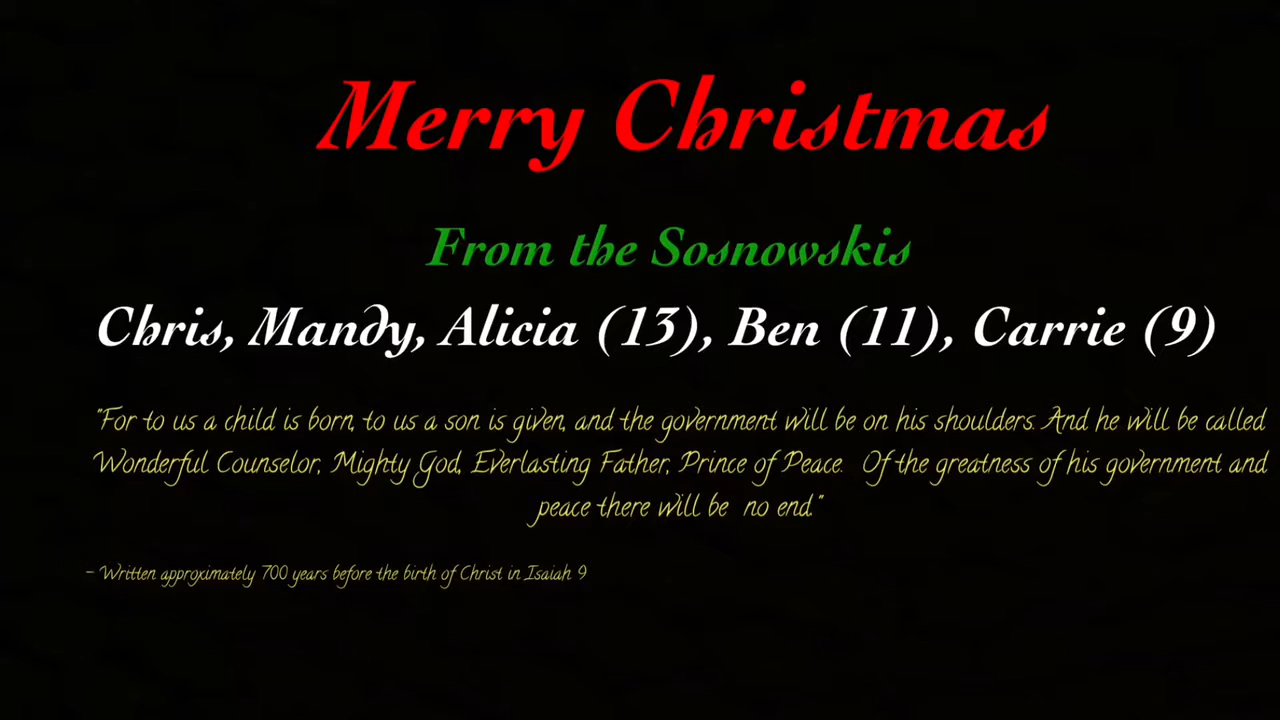 Merry Christmas
From the Sosnowskis
Chris, Mandy, Alicia (13), Ben (11), Carrie (9)
"For to us a child is born, to us a son is given, and the government will be on his shoulders. And he will be called
Wonderful Counselor, Mighty God, Everlasting Father, Prince of Peace. Of the greatness of his government and
peace there will be no end."
- Written approximately 700 years before the birth of Christ in Isaiah 9